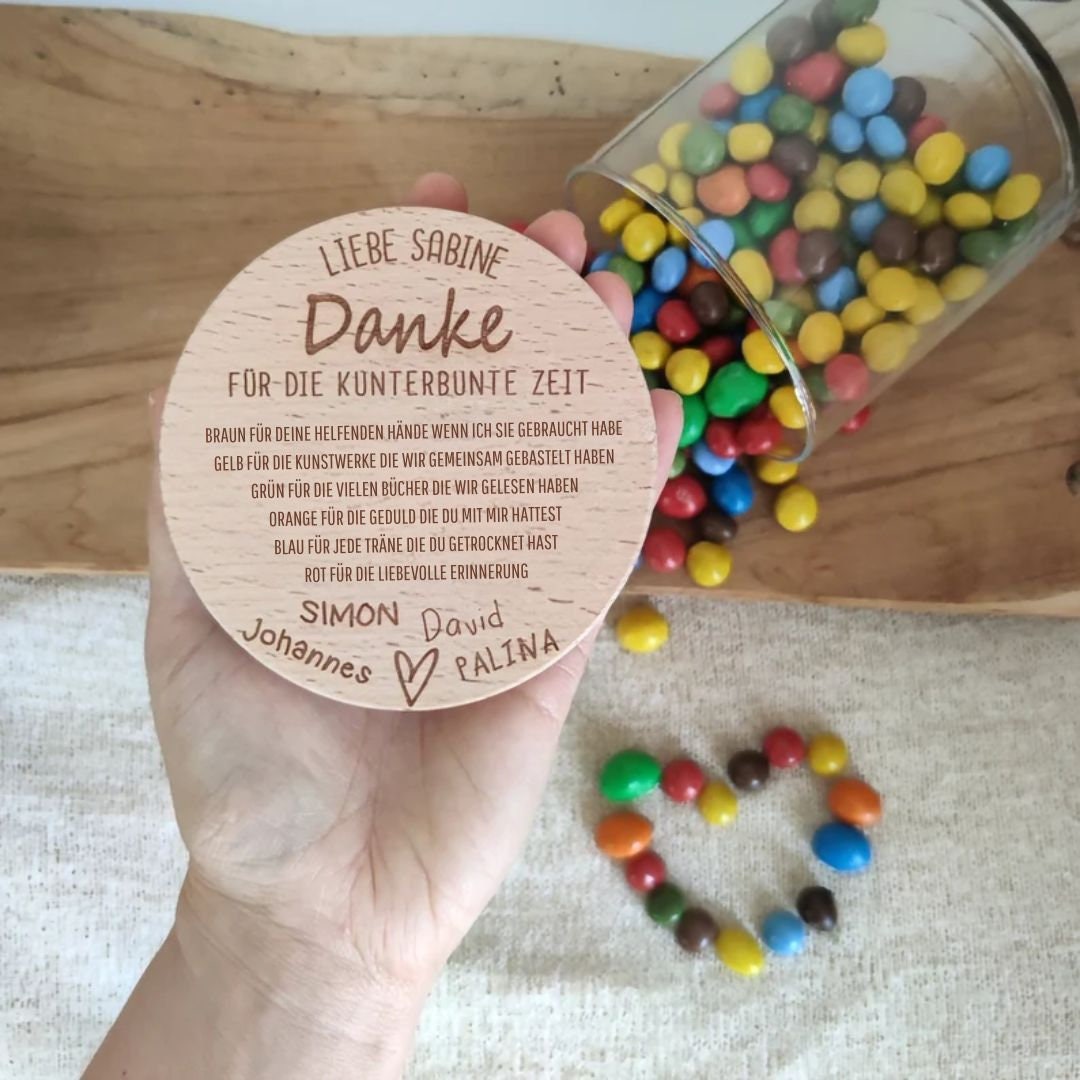 LIEBE SABINE
Danke
FÜR DIE KUNTERBUNTE ZEIT
BRAUN FÜR DEINE HELFENDEN HÄNDE WENN ICH SIE GEBRAUCHT HABE
GELB FÜR DIE KUNSTWERKE DIE WIR GEMEINSAM GEBASTELT HABEN
GRÜN FÜR DIE VIELEN BÜCHER DIE WIR GELESEN HABEN
ORANGE FÜR DIE GEDULD DIE DU MIT MIR HATTEST
BLAU FÜR JEDE TRÄNE DIE DU GETROCKNET HAST
ROT FÜR DIE LIEBEVOLLE ERINNERUNG
SIMON David
Johannes PALINA